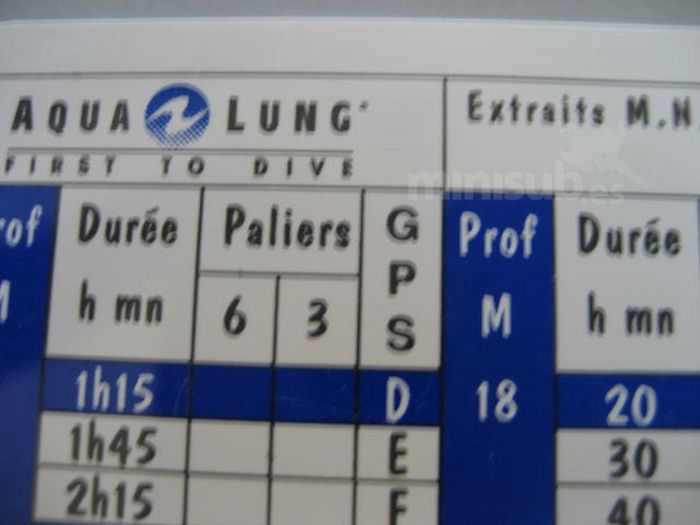 AQUA LUNG
FIRST TO DIVE
Extraits M.N
minisub.es
Durée h mn
Paliers
6 3
GPS
Prof M
Durée h mn
1h15 D 18 20
1h45 E 30
2h15 F 40